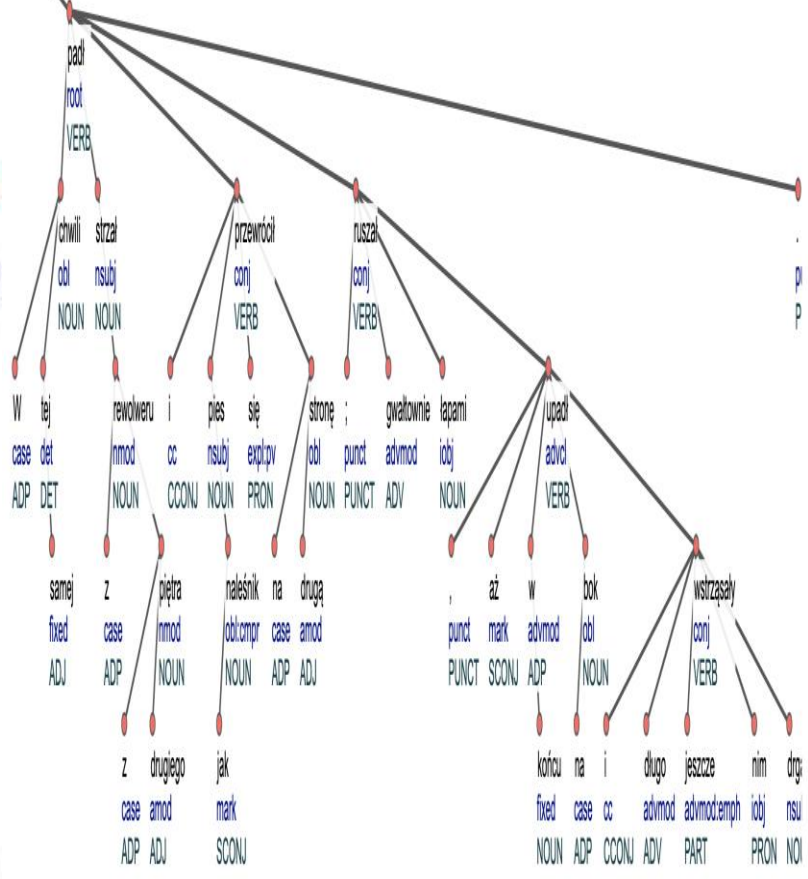 padł
root
VERB
chwili strzał przewrócił ruszał .
obl nsubj conj conj
NOUN NOUN VERB VERB
W tej rewolweru i pies się stronę ; gwałtownie łapami upadł
case det nmod cc nsubj expl:pv obl punct advmod iobj advcl
ADP DET NOUN CCONJ NOUN PRON NOUN PUNCT ADV NOUN VERB
samej z piętra naleśnik na drugą , aż w bok wstrząsały
fixed case nmod obl:cmpr case amod punct mark advmod obl conj
ADJ ADP NOUN NOUN ADP ADJ PUNCT SCONJ ADP NOUN VERB
z drugiego jak końcu na i długo jeszcze nim
case amod mark fixed case cc advmod advmod:emph iobj
ADP ADJ SCONJ NOUN ADP CCONJ ADV PART PRON